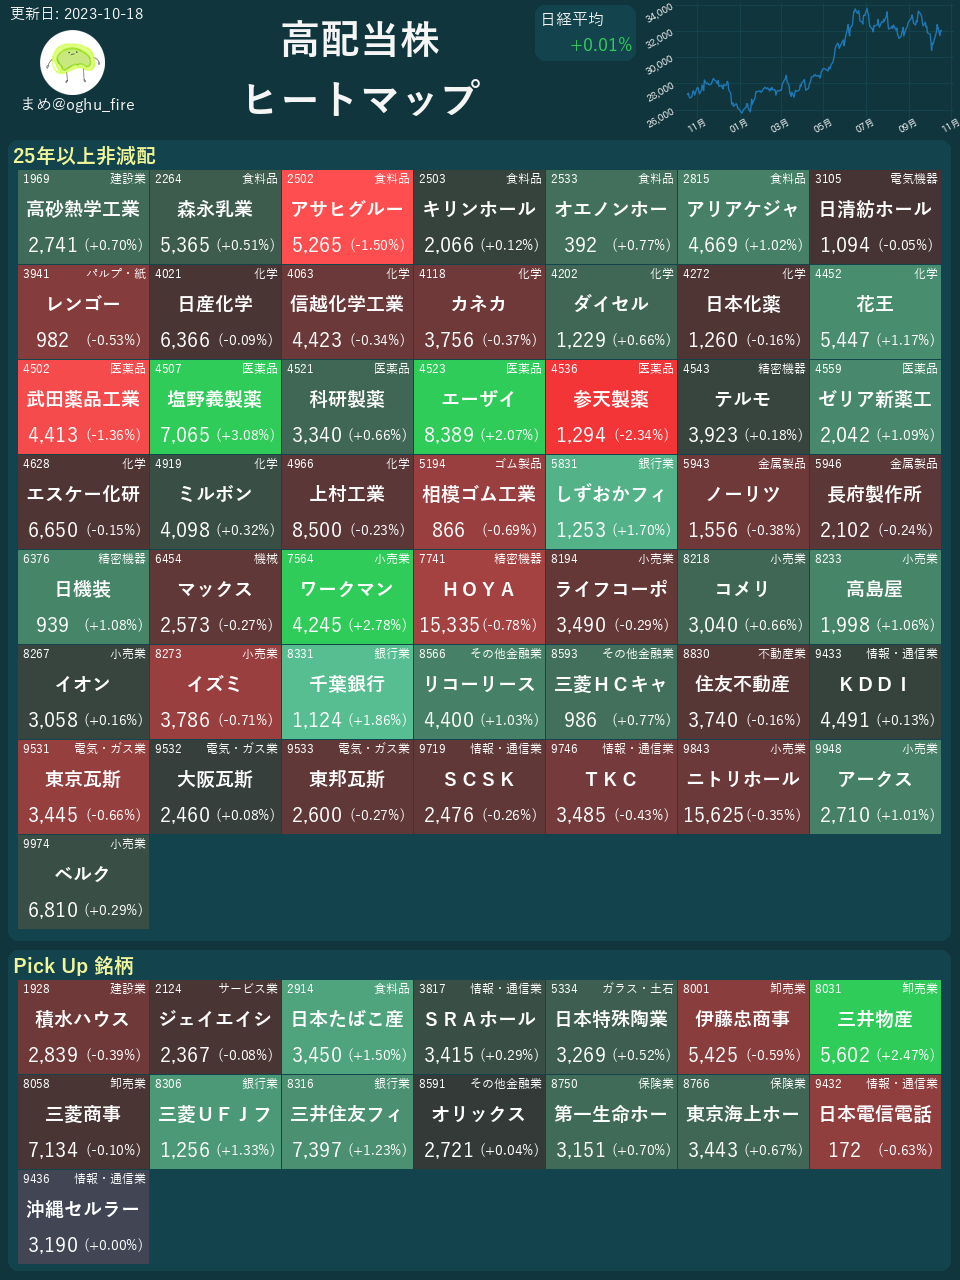 更新日: 2023-10-18
まめ@oghu_fire
高配当株
ヒートマップ
日経平均
+0.01%
34,000
32,000
30,000
28,000
26,000
11月 01月 03月 05月 07月 09月 11月
25年以上非減配
1969 建設業 2264 食料品 2502 食料品 2503 食料品 2533 食料品 2815 食料品 3105 電気機器
高砂熱学工業 森永乳業 アサヒグルー キリンホール オエノンホー アリアケジャ 日清紡ホール
2,741 (+0.70%) 5,365 (+0.51%) 5,265 (-1.50%) 2,066 (+0.12%) 392 (+0.77%) 4,669 (+1.02%) 1,094 (-0.05%)
3941 パルプ・紙 4021 化学 4063 化学 4118 化学 4202 化学 4272 化学 4452 化学
レンゴー 日産化学 信越化学工業 カネカ ダイセル 日本化薬 花王
982 (-0.53%) 6,366 (-0.09%) 4,423 (-0.34%) 3,756 (-0.37%) 1,229 (+0.66%) 1,260 (-0.16%) 5,447 (+1.17%)
4502 医薬品 4507 医薬品 4521 医薬品 4523 医薬品 4536 医薬品 4543 精密機器 4559 医薬品
武田薬品工業 塩野義製薬 科研製薬 エーザイ 参天製薬 テルモ ゼリア新薬工
4,413 (-1.36%) 7,065 (+3.08%) 3,340 (+0.66%) 8,389 (+2.07%) 1,294 (-2.34%) 3,923 (+0.18%) 2,042 (+1.09%)
4628 化学 4919 化学 4966 化学 5194 ゴム製品 5831 銀行業 5943 金属製品 5946 金属製品
エスケー化研 ミルボン 上村工業 相模ゴム工業 しずおかフィ ノーリツ 長府製作所
6,650 (-0.15%) 4,098 (+0.32%) 8,500 (-0.23%) 866 (-0.69%) 1,253 (+1.70%) 1,556 (-0.38%) 2,102 (-0.24%)
6376 精密機器 6454 機械 7564 小売業 7741 精密機器 8194 小売業 8218 小売業 8233 小売業
日機装 マックス ワークマン ＨＯＹＡ ライフコーポ コメリ 高島屋
939 (+1.08%) 2,573 (-0.27%) 4,245 (+2.78%) 15,335 (-0.78%) 3,490 (-0.29%) 3,040 (+0.66%) 1,998 (+1.06%)
8267 小売業 8273 小売業 8331 銀行業 8566 その他金融業 8593 その他金融業 8830 不動産業 9433 情報・通信業
イオン イズミ 千葉銀行 リコーリース 三菱ＨＣキャ 住友不動産 ＫＤＤＩ
3,058 (+0.16%) 3,786 (-0.71%) 1,124 (+1.86%) 4,400 (+1.03%) 986 (+0.77%) 3,740 (-0.16%) 4,491 (+0.13%)
9531 電気・ガス業 9532 電気・ガス業 9533 電気・ガス業 9719 情報・通信業 9746 情報・通信業 9843 小売業 9948 小売業
東京瓦斯 大阪瓦斯 東邦瓦斯 ＳＣＳＫ ＴＫＣ ニトリホール アークス
3,445 (-0.66%) 2,460 (+0.08%) 2,600 (-0.27%) 2,476 (-0.26%) 3,485 (-0.43%) 15,625 (-0.35%) 2,710 (+1.01%)
9974 小売業
ベルク
6,810 (+0.29%)
Pick Up 銘柄
1928 建設業 2124 サービス業 2914 食料品 3817 情報・通信業 5334 ガラス・土石 8001 卸売業 8031 卸売業
積水ハウス ジェイエイシ 日本たばこ産 ＳＲＡホール 日本特殊陶業 伊藤忠商事 三井物産
2,839 (-0.39%) 2,367 (-0.08%) 3,450 (+1.50%) 3,415 (+0.29%) 3,269 (+0.52%) 5,425 (-0.59%) 5,602 (+2.47%)
8058 卸売業 8306 銀行業 8316 銀行業 8591 その他金融業 8750 保険業 8766 保険業 9432 情報・通信業
三菱商事 三菱ＵＦＪフ 三井住友フィ オリックス 第一生命ホー 東京海上ホー 日本電信電話
7,134 (-0.10%) 1,256 (+1.33%) 7,397 (+1.23%) 2,721 (+0.04%) 3,151 (+0.70%) 3,443 (+0.67%) 172 (-0.63%)
9436 情報・通信業
沖縄セルラー
3,190 (+0.00%)